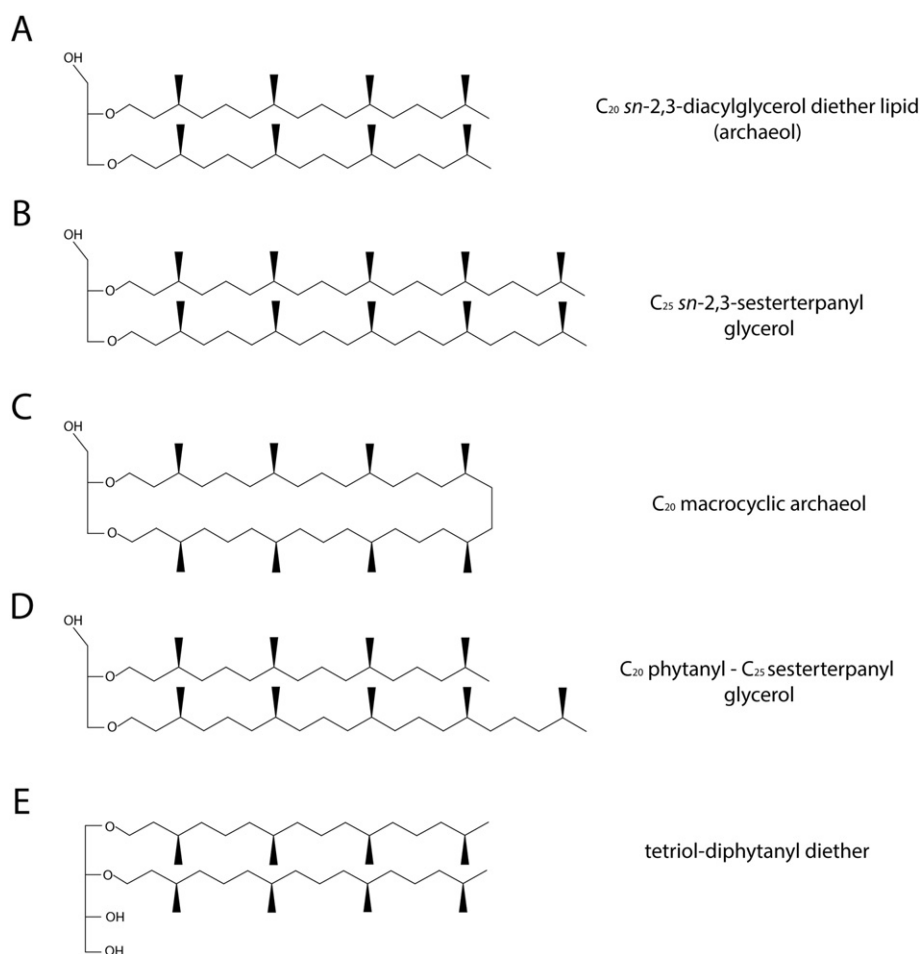 A
OH
O
O
C₂₀ sn-2,3-diacylglycerol diether lipid
(archaeol)
B
OH
O
O
C₂₅ sn-2,3-sesterterpanyl
glycerol
C
OH
O
O
C₂₀ macrocyclic archaeol
D
OH
O
O
C₂₀ phytanyl - C₂₅ sesterterpanyl
glycerol
E
O
O
OH
OH
tetriol-diphytanyl diether